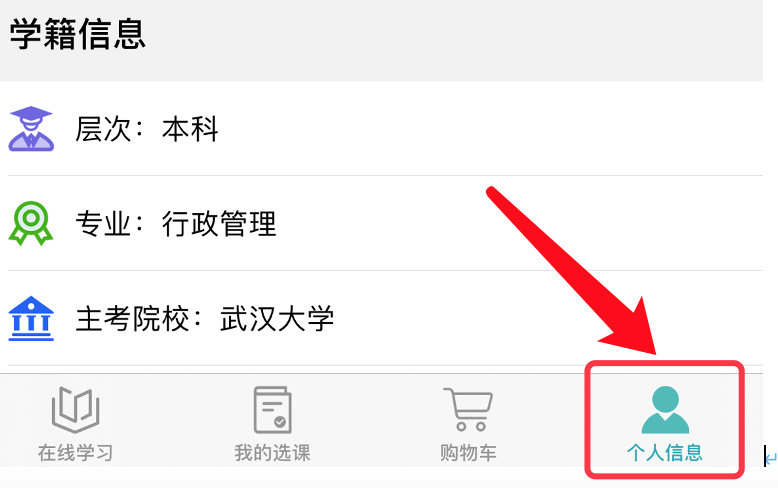 学籍信息
层次：本科
专业：行政管理
主考院校：武汉大学
在线学习 我的选课 购物车 个人信息